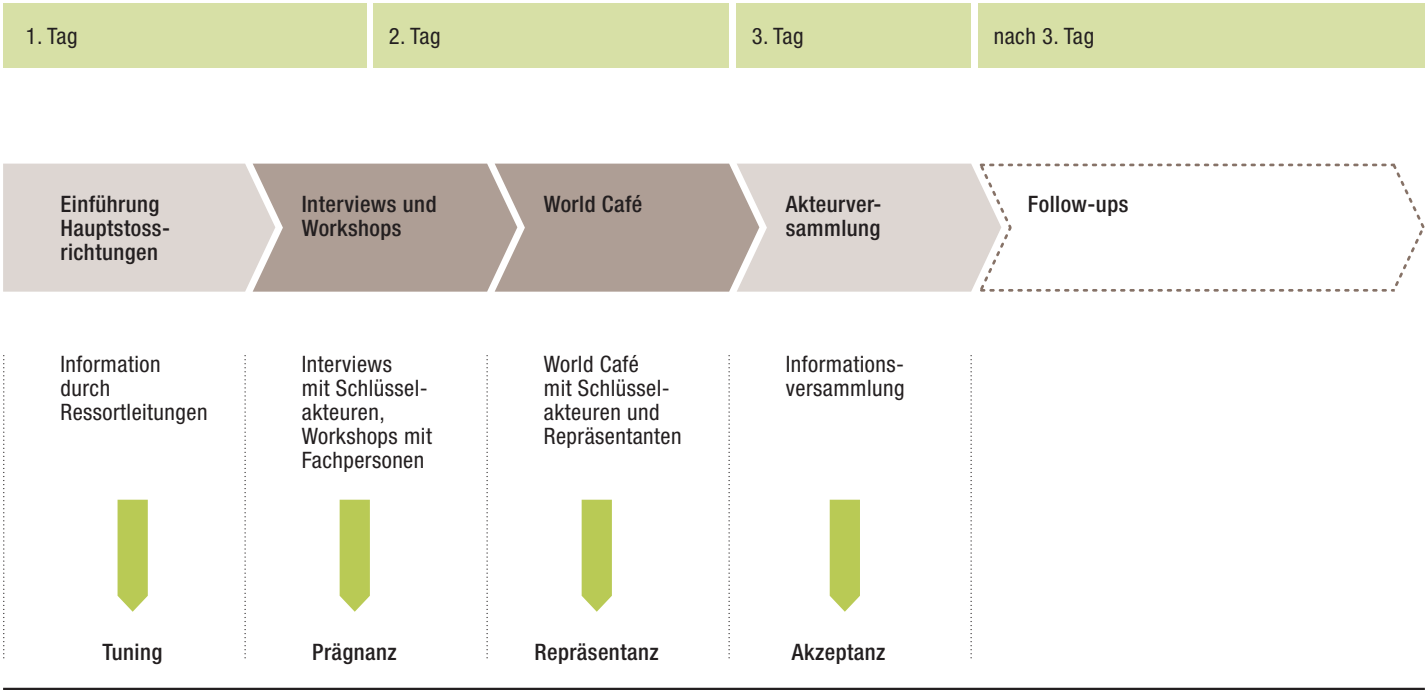 1. Tag
2. Tag
3. Tag
nach 3. Tag
Einführung
Hauptstoss-
richtungen
Interviews und
Workshops
World Café
Akteurver-
sammlung
Follow-ups
Information
durch
Ressortleitungen
Interviews
mit Schlüssel-
akteuren,
Workshops mit
Fachpersonen
World Café
mit Schlüssel-
akteuren und
Repräsentanten
Informations-
versammlung
Tuning
Prägnanz
Repräsentanz
Akzeptanz